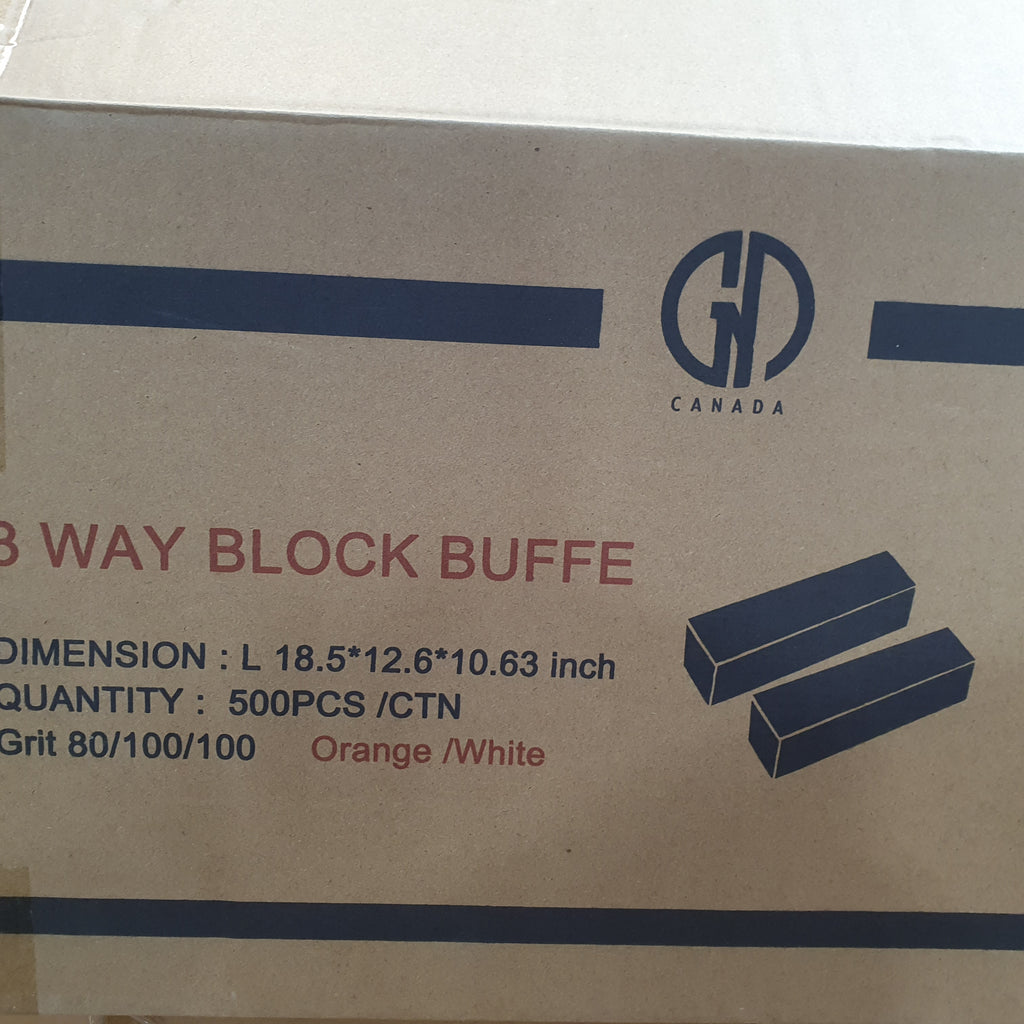 GND
CANADA
3 WAY BLOCK BUFFE
DIMENSION : L 18.5*12.6*10.63 inch
QUANTITY : 500PCS /CTN
Grit 80/100/100 Orange /White